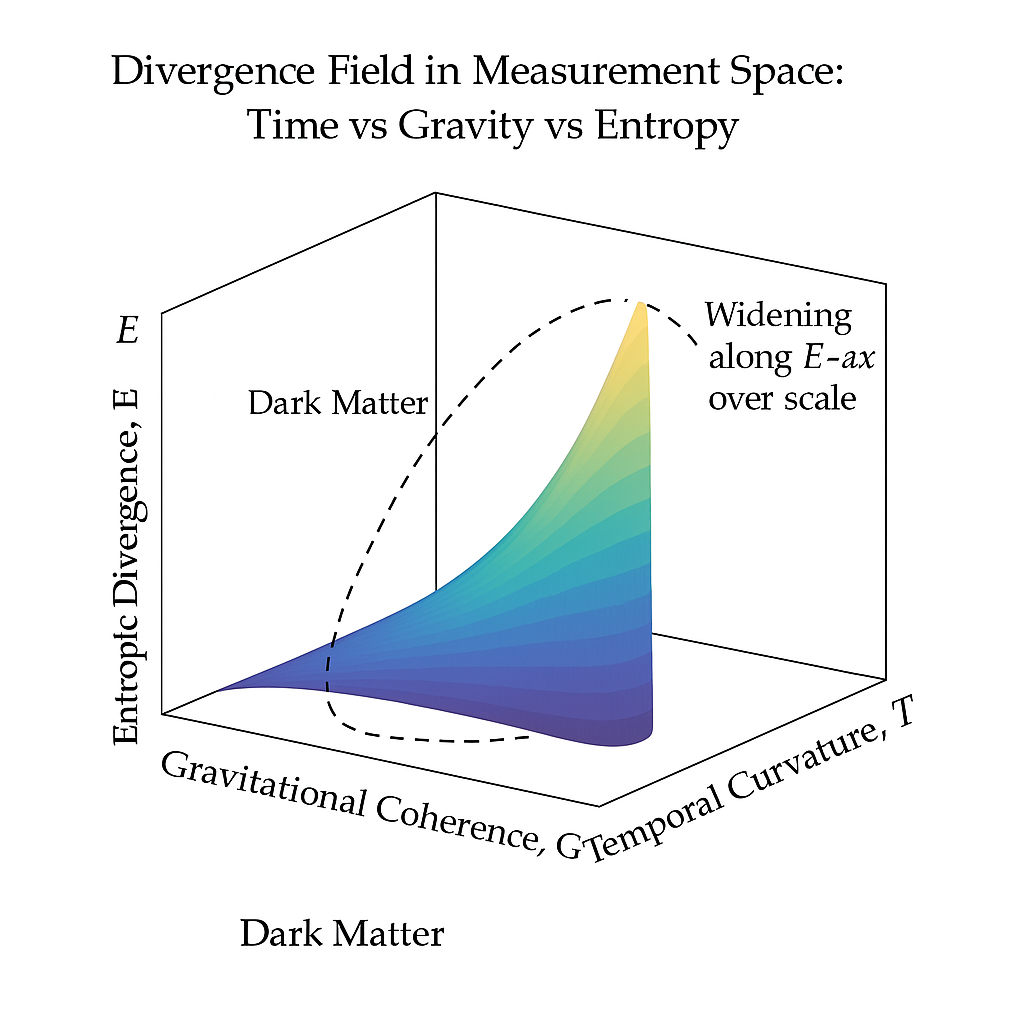 Divergence Field in Measurement Space:
Time vs Gravity vs Entropy
E
Entropic Divergence, E
Dark Matter
Widening
along E-ax
over scale
Gravitational Coherence, G
Temporal Curvature, T
Dark Matter